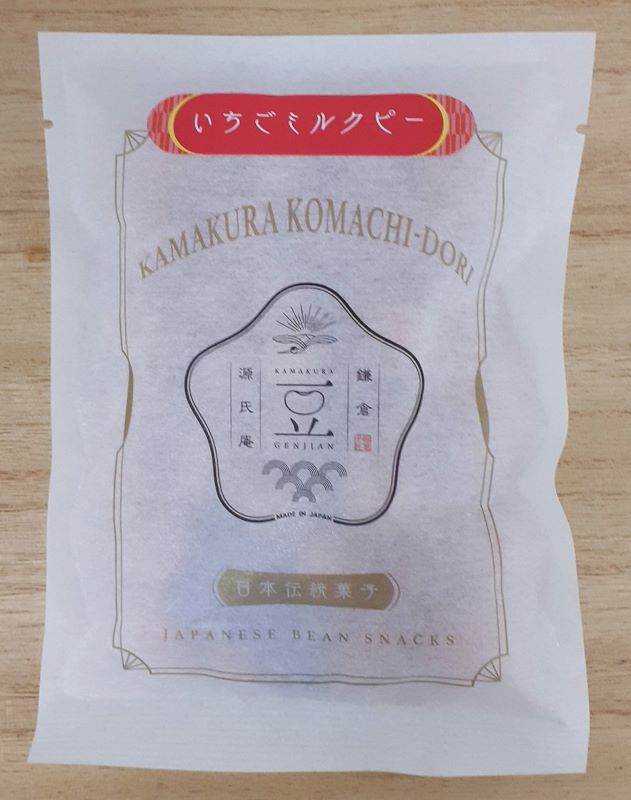 いちごミルクピー
KAMAKURA KOMACHI-DORI
鎌倉
KAMAKURA
豆
GENJIAN
源氏庵
MADE IN JAPAN
日本伝統菓子
JAPANESE BEAN SNACKS